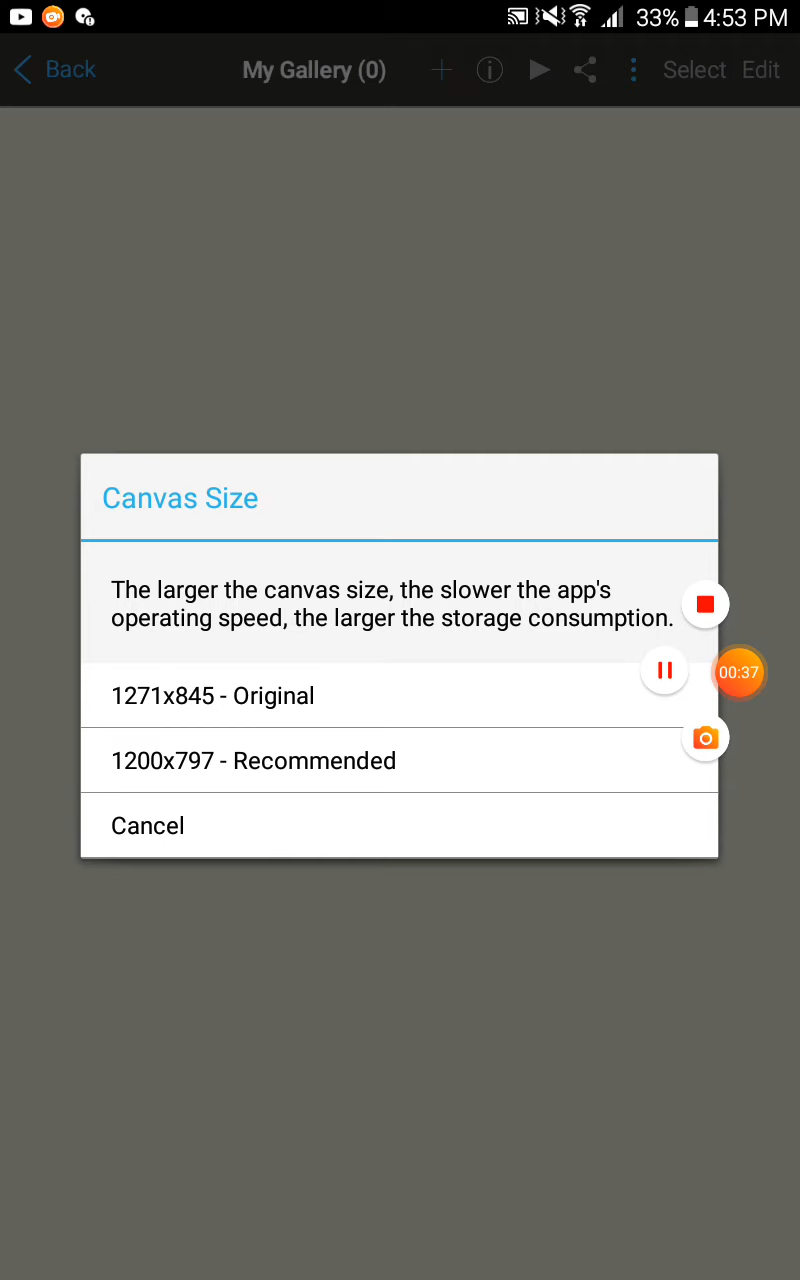 33% 4:53 PM
Back My Gallery (0) Select Edit
Canvas Size
The larger the canvas size, the slower the app's
operating speed, the larger the storage consumption.
00:37
1271x845 - Original
1200x797 - Recommended
Cancel